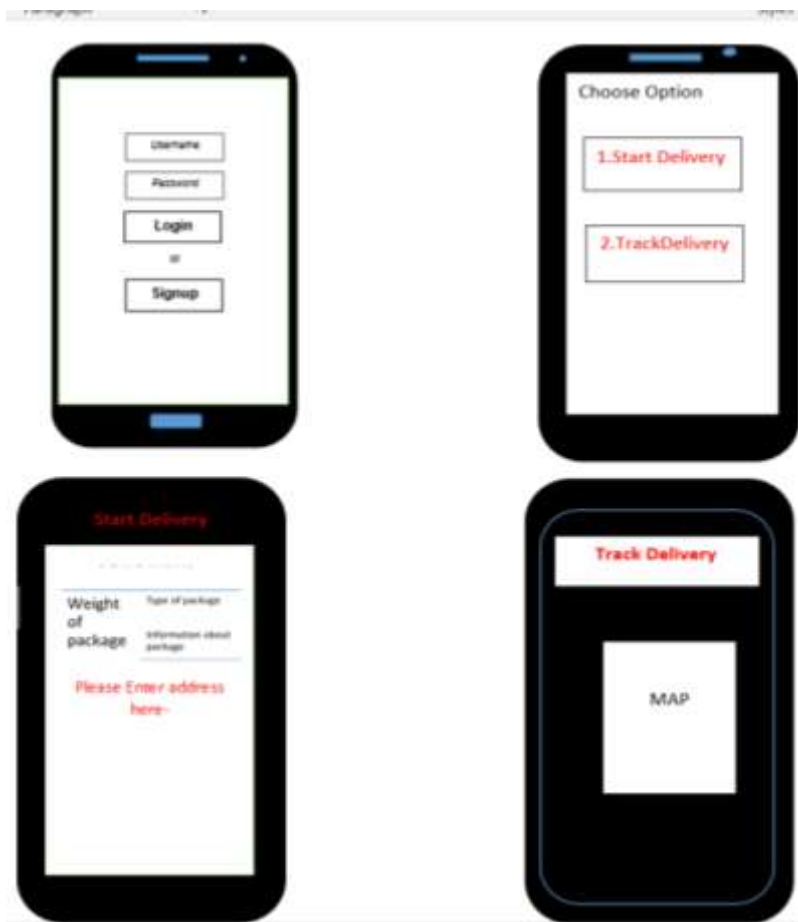 Username
Password
Login
or
Signup
Choose Option
1.Start Delivery
2.TrackDelivery
Start Delivery
Weight
of
package
Type of package
Information about
package
Please Enter address
here-
Track Delivery
MAP